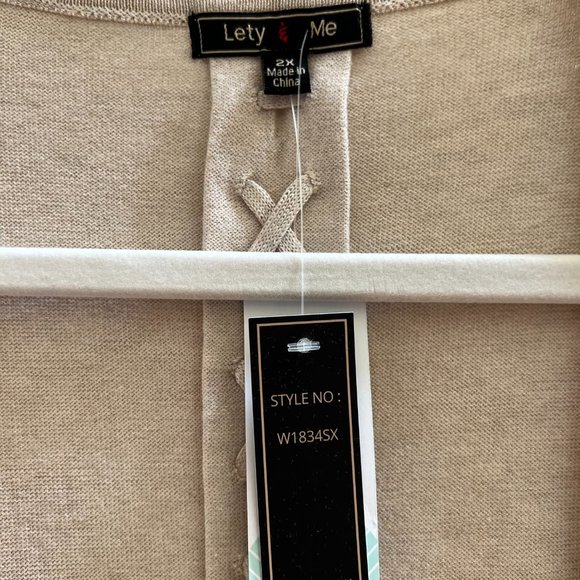 Lety & Me
2X
Made in
China
STYLE NO :
W1834SX